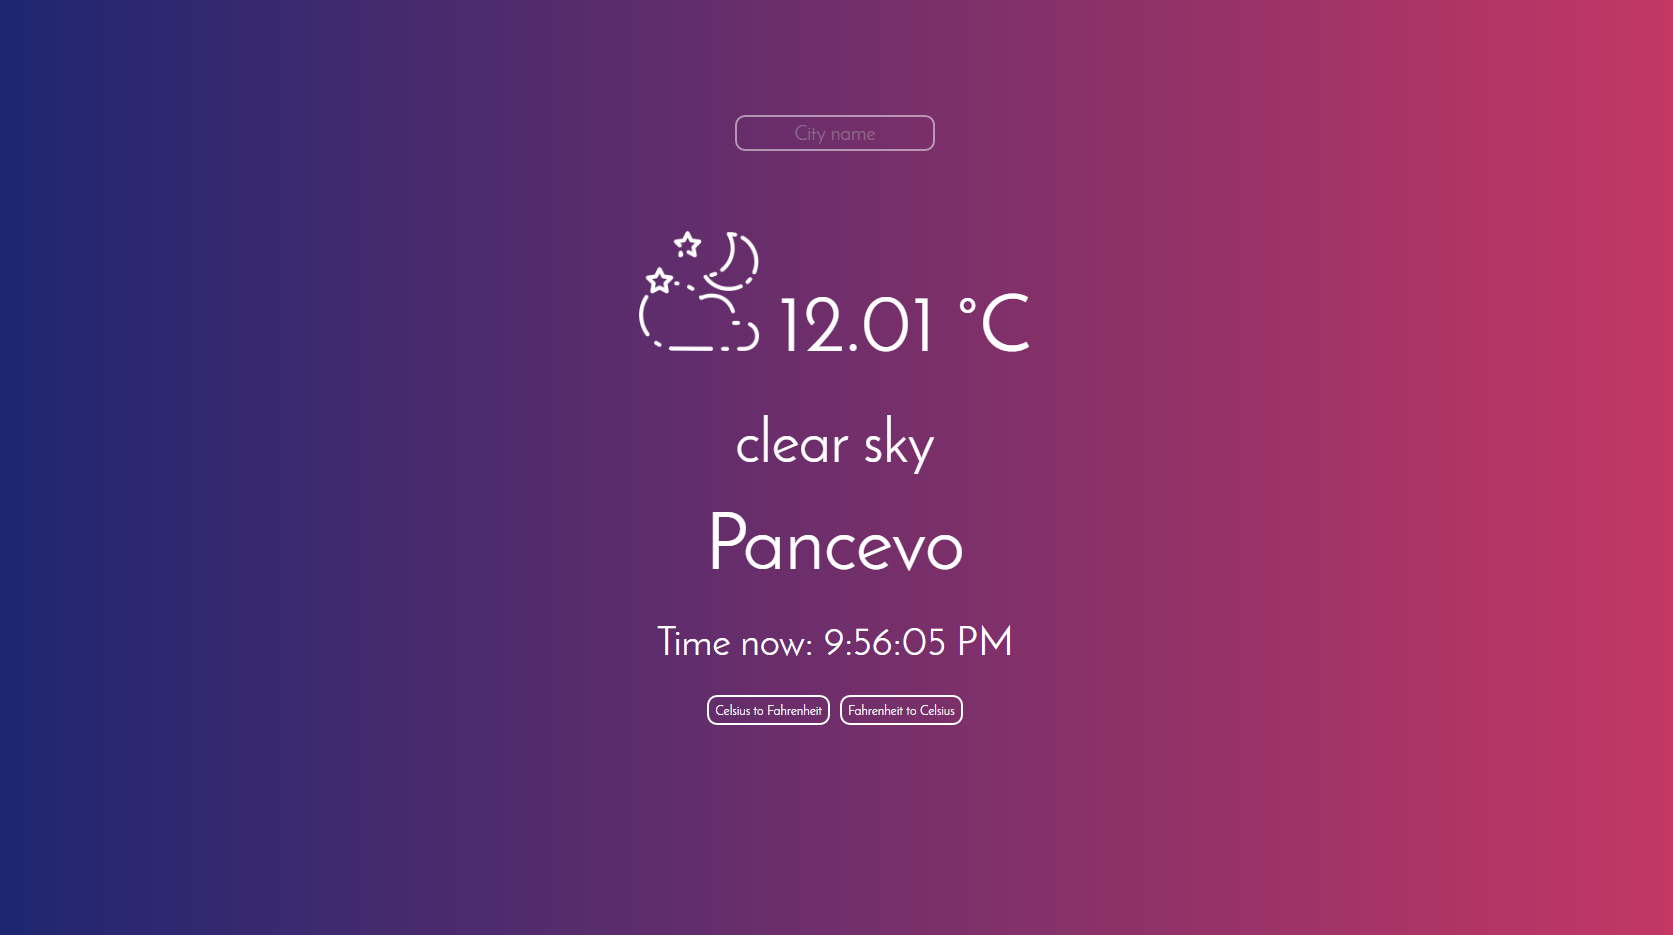 City name
12.01 °C
clear sky
Pancevo
Time now: 9:56:05 PM
Celsius to Fahrenheit Fahrenheit to Celsius